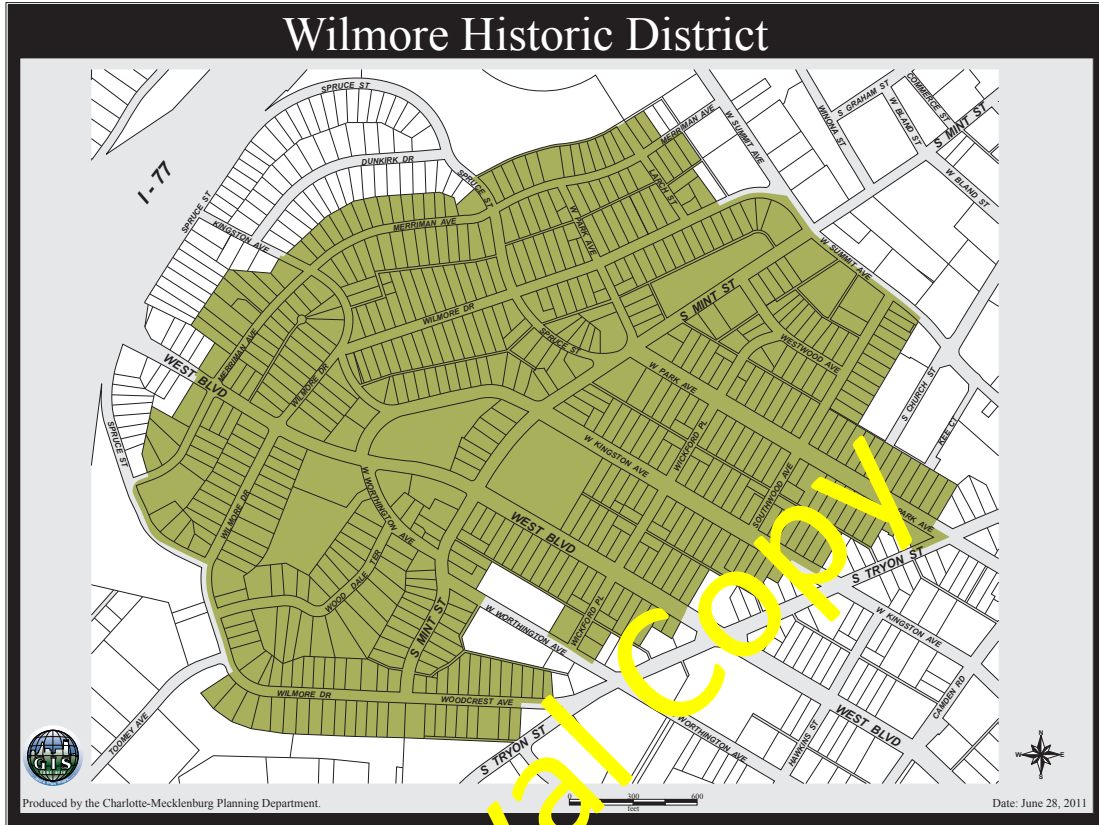 Wilmore Historic District
SPRUCE ST
DUNKIRK DR
SPRUCE ST
MERRIMAN AVE
W SUMMIT AVE
WINONA ST
S GRAHAM ST
W BLAND ST
COMMERCE ST
S MINT ST
W BLAND ST
I - 77
SPRUCE ST
KINGSTON AVE
MERRIMAN AVE
W PARK AVE
LARCH ST
W SUMMIT AVE
S MINT ST
WILMORE DR
SPRUCE ST
WESTWOOD AVE
MERRIMAN AVE
WEST BLVD
WILMORE DR
W PARK AVE
S CHURCH ST
KEE CT
SPRUCE ST
W KINGSTON AVE
WICKFORD PL
SOUTHWOOD AVE
PARK AVE
WILMORE DR
W WORTHINGTON AVE
WEST BLVD
S TRYON ST
WOOD DALE TER
S MINT ST
W WORTHINGTON AVE
WICKFORD PL
W KINGSTON AVE
CAMDEN RD
WILMORE DR
WOODCREST AVE
TOOMEY AVE
S TRYON ST
WORTHINGTON AVE
HAWKINS ST
WEST BLVD
al Copy
GIS
N
W E
S
0 300 600
feet
Produced by the Charlotte-Mecklenburg Planning Department.
Date: June 28, 2011